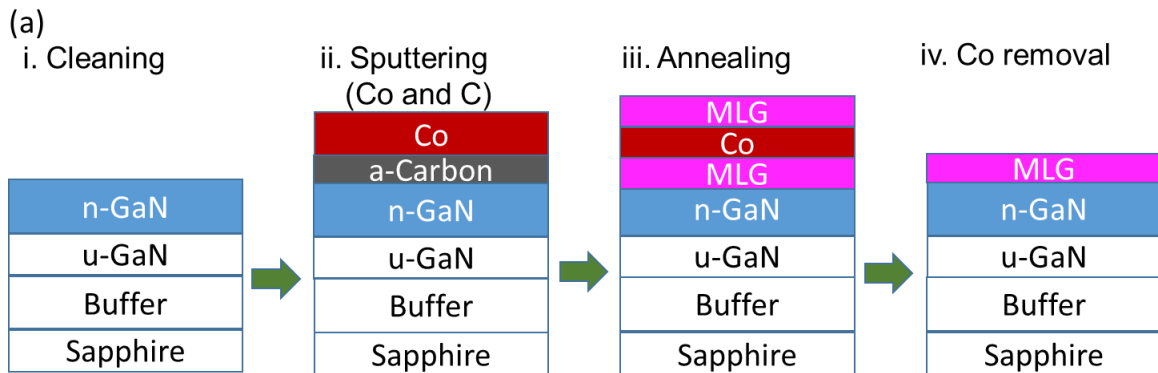 (a)
i. Cleaning
n-GaN
u-GaN
Buffer
Sapphire
ii. Sputtering
(Co and C)
Co
a-Carbon
n-GaN
u-GaN
Buffer
Sapphire
iii. Annealing
MLG
Co
MLG
n-GaN
u-GaN
Buffer
Sapphire
iv. Co removal
MLG
n-GaN
u-GaN
Buffer
Sapphire